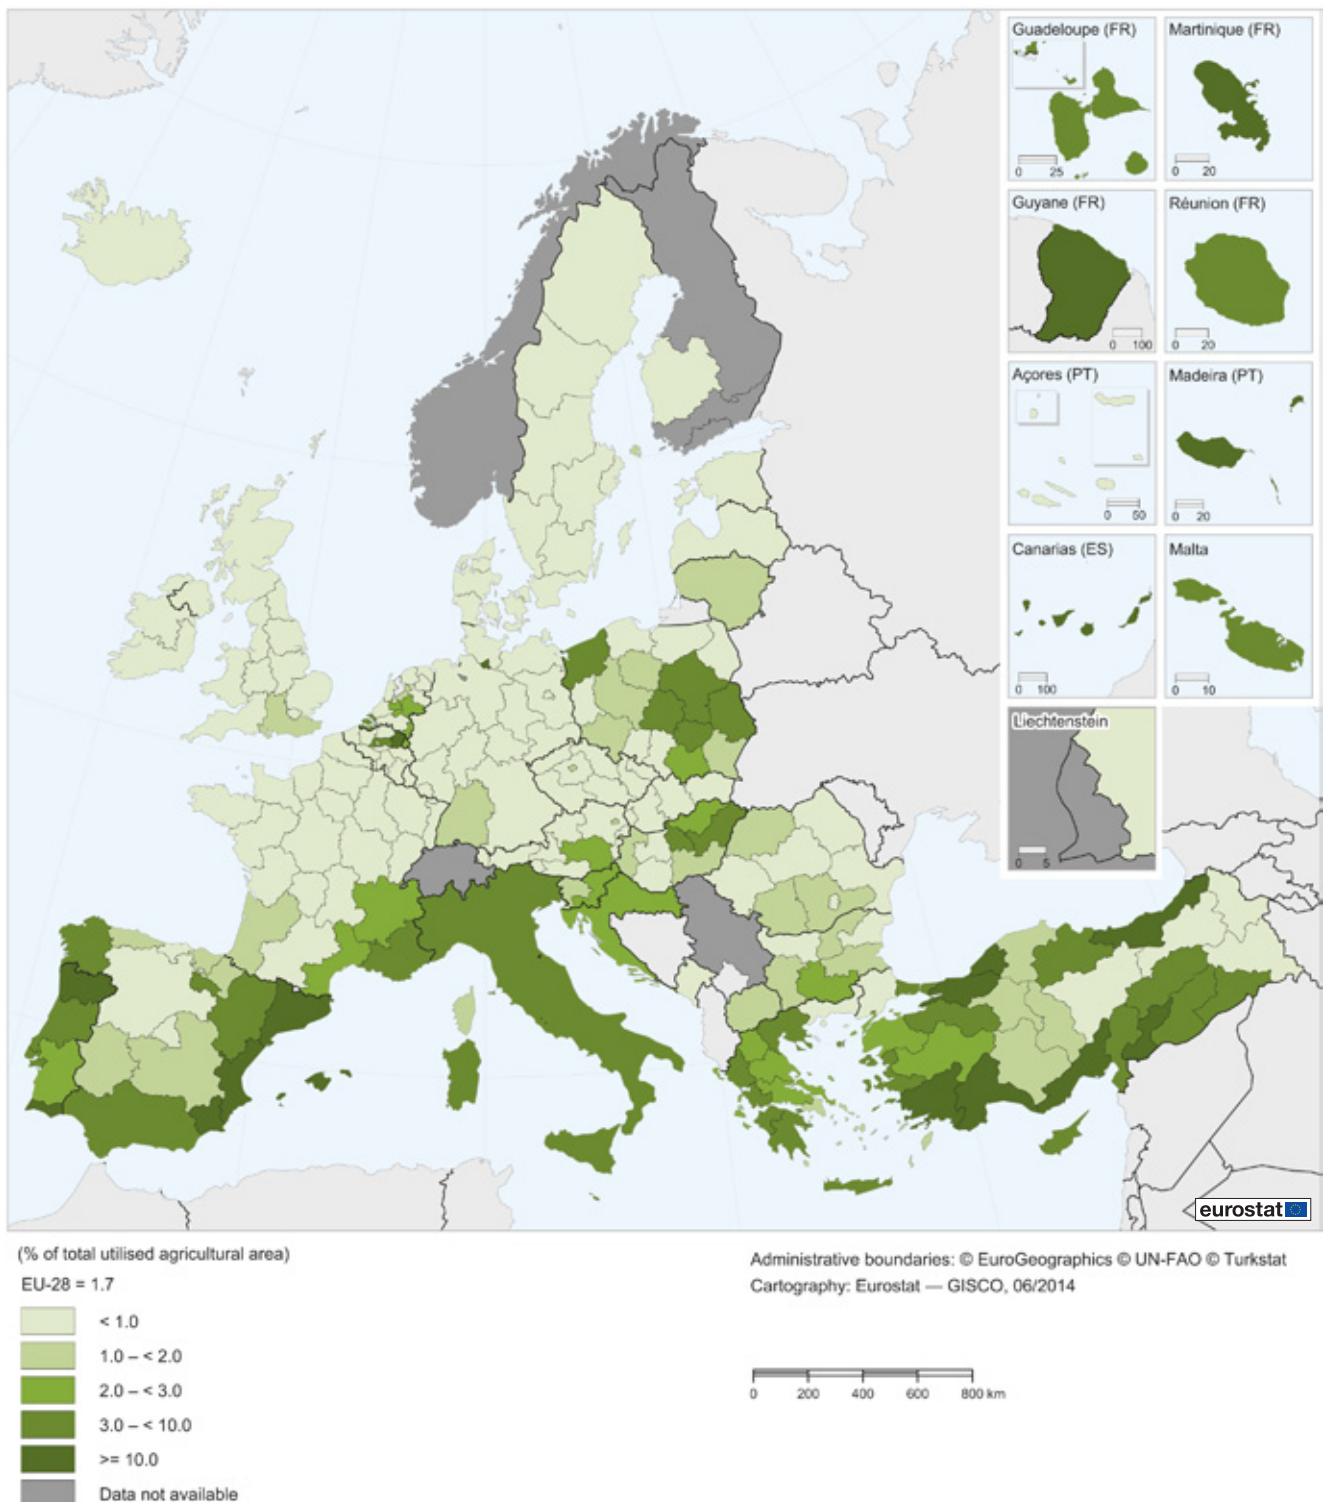 Guadeloupe (FR)
0 25
Martinique (FR)
0 20
Guyane (FR)
0 100
Réunion (FR)
0 20
Açores (PT)
0 50
Madeira (PT)
0 20
Canarias (ES)
0 100
Malta
0 10
Liechtenstein
0 5
eurostat
(% of total utilised agricultural area)
EU-28 = 1.7
< 1.0
1.0 – < 2.0
2.0 – < 3.0
3.0 – < 10.0
>= 10.0
Data not available
Administrative boundaries: © EuroGeographics © UN-FAO © Turkstat
Cartography: Eurostat — GISCO, 06/2014
0 200 400 600 800 km